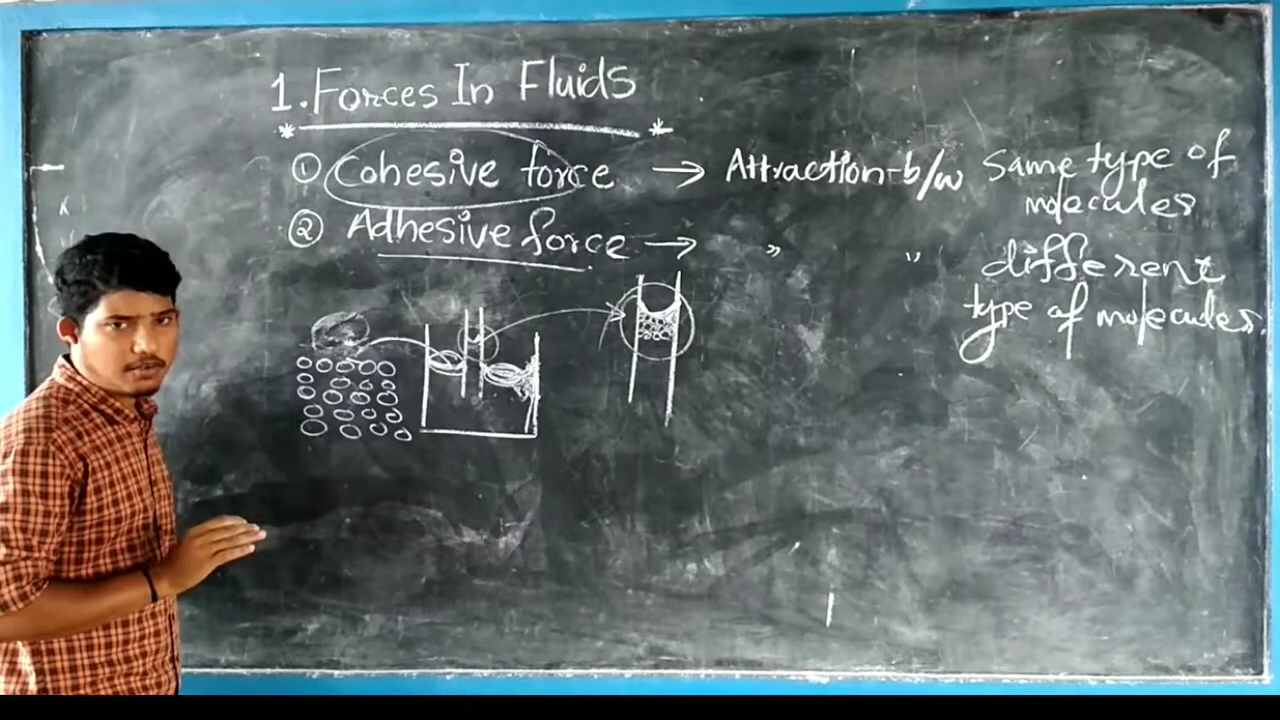 1. Forces In Fluids
① Cohesive force → Attraction b/w Same type of
molecules
② Adhesive force → " " different
type of molecules.